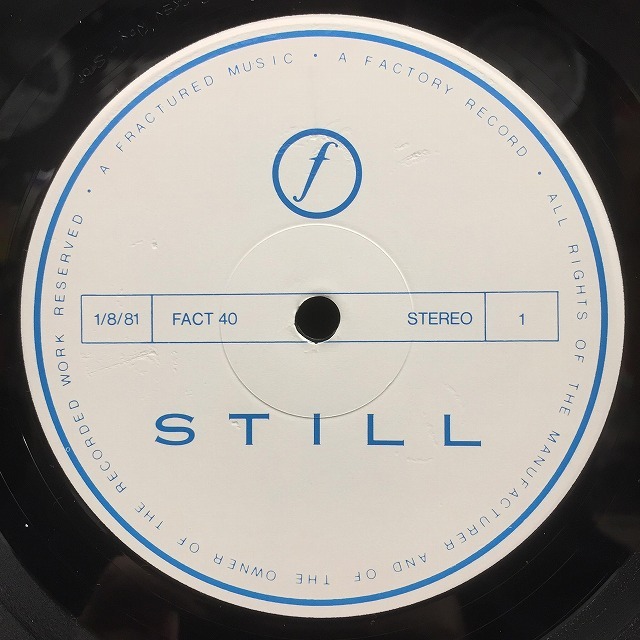 A FRACTURED MUSIC • A FACTORY RECORD • ALL RIGHTS OF THE MANUFACTURER AND OF THE OWNER OF THE RECORDED WORK RESERVED •
f
1/8/81 FACT 40 STEREO 1
STILL